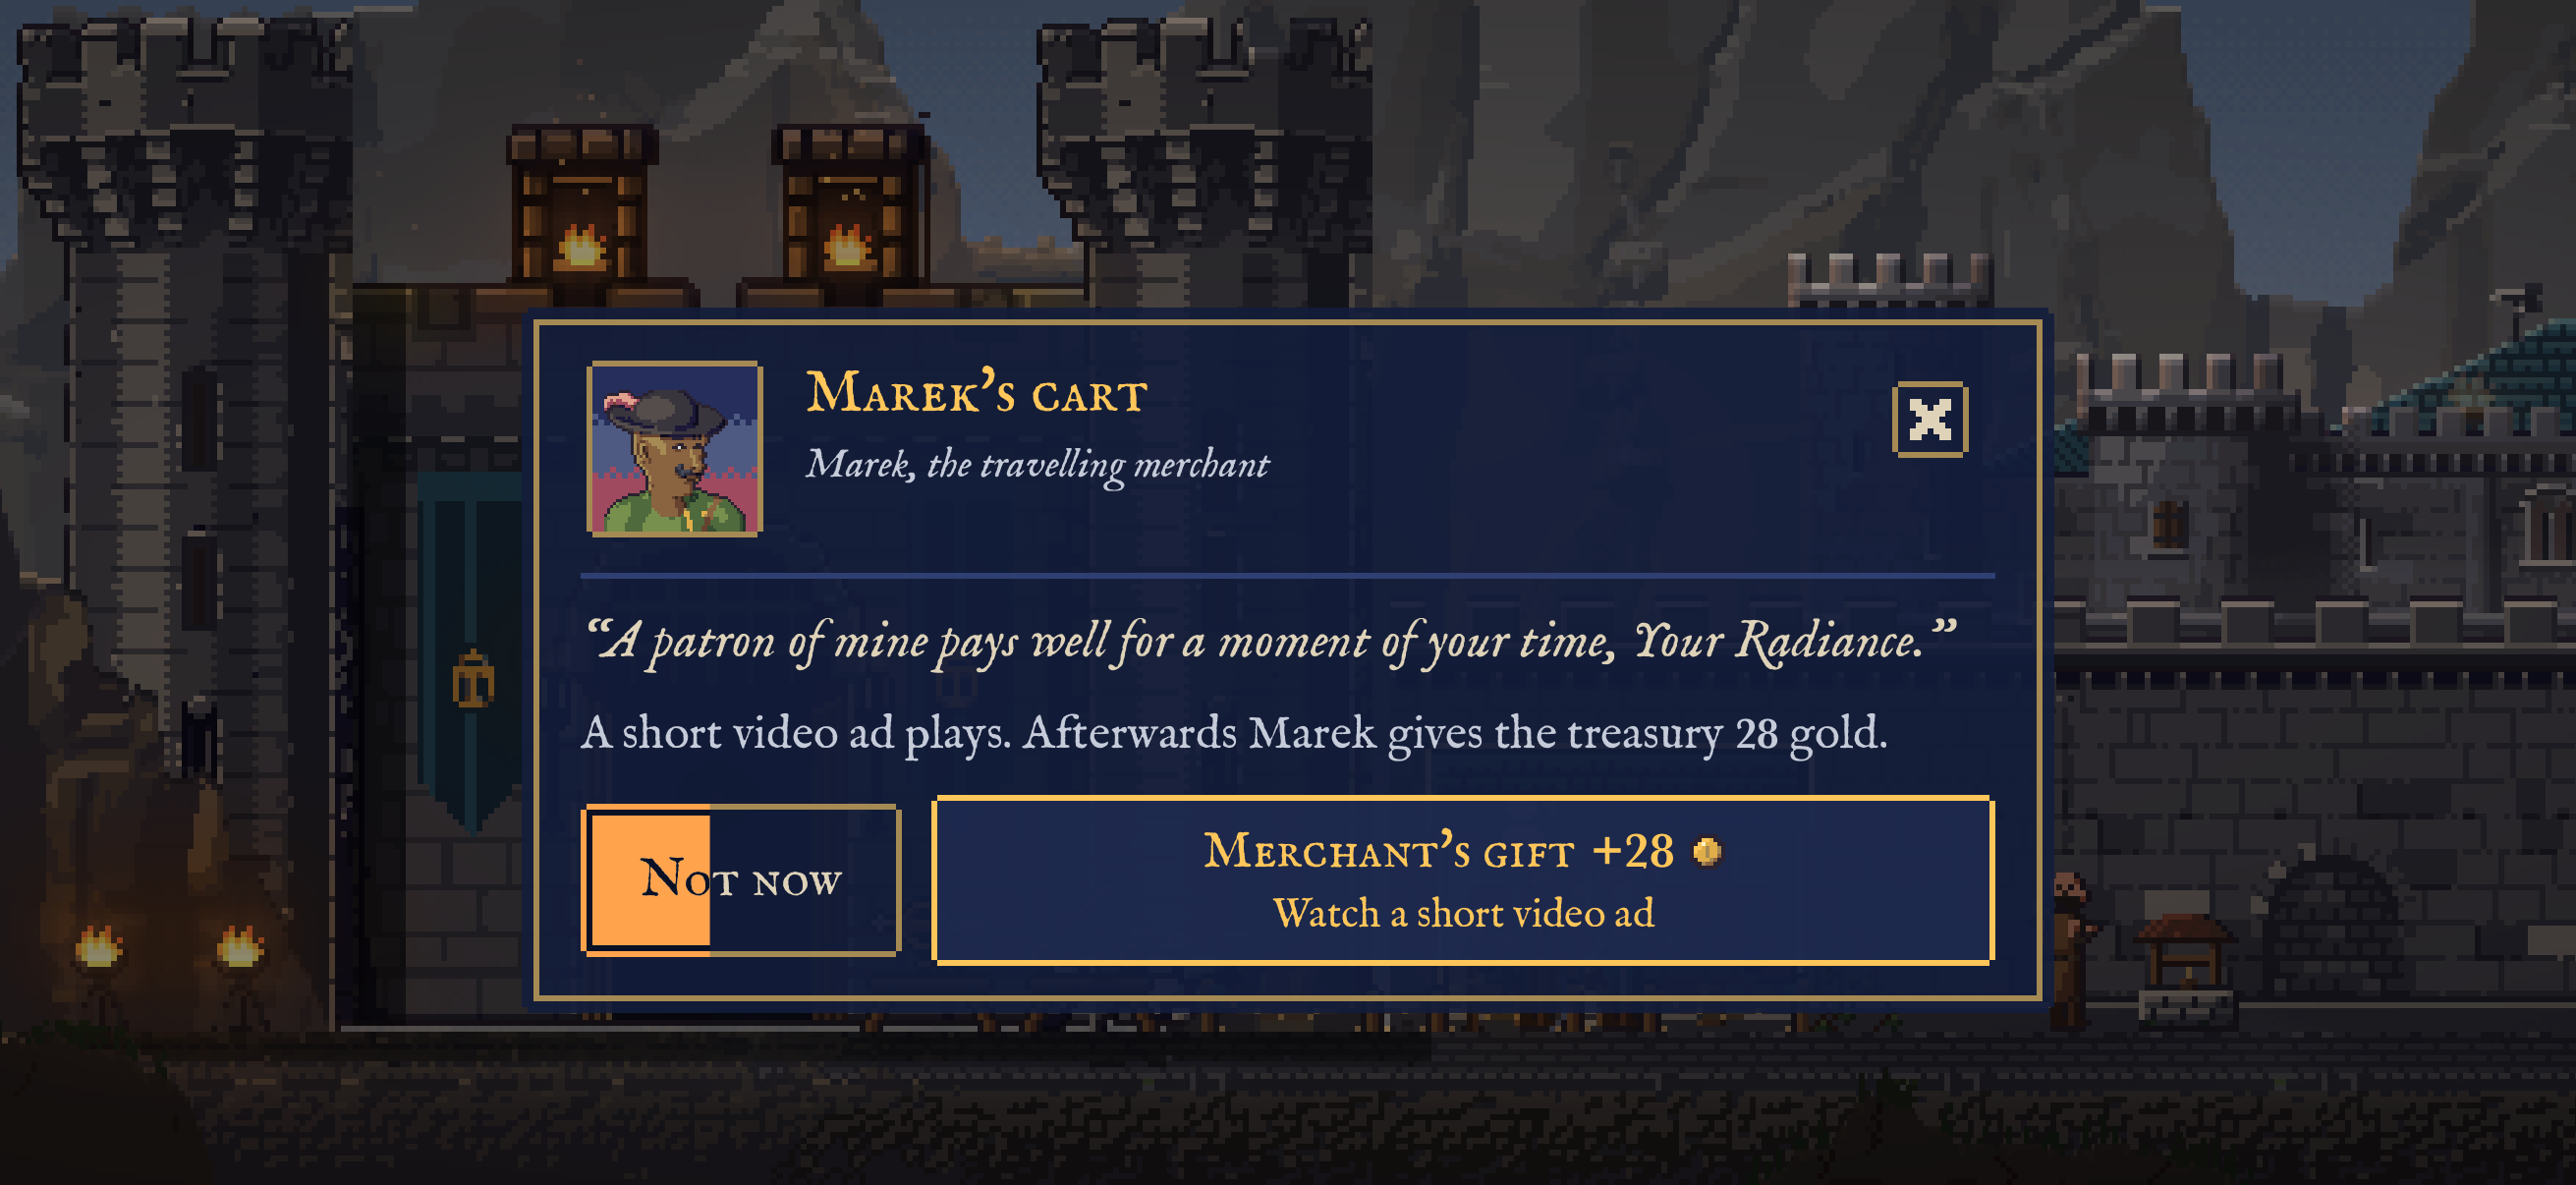 Marek’s cart
Marek, the travelling merchant
“A patron of mine pays well for a moment of your time, Your Radiance.”
A short video ad plays. Afterwards Marek gives the treasury 28 gold.
Not now
Merchant’s gift +28
Watch a short video ad